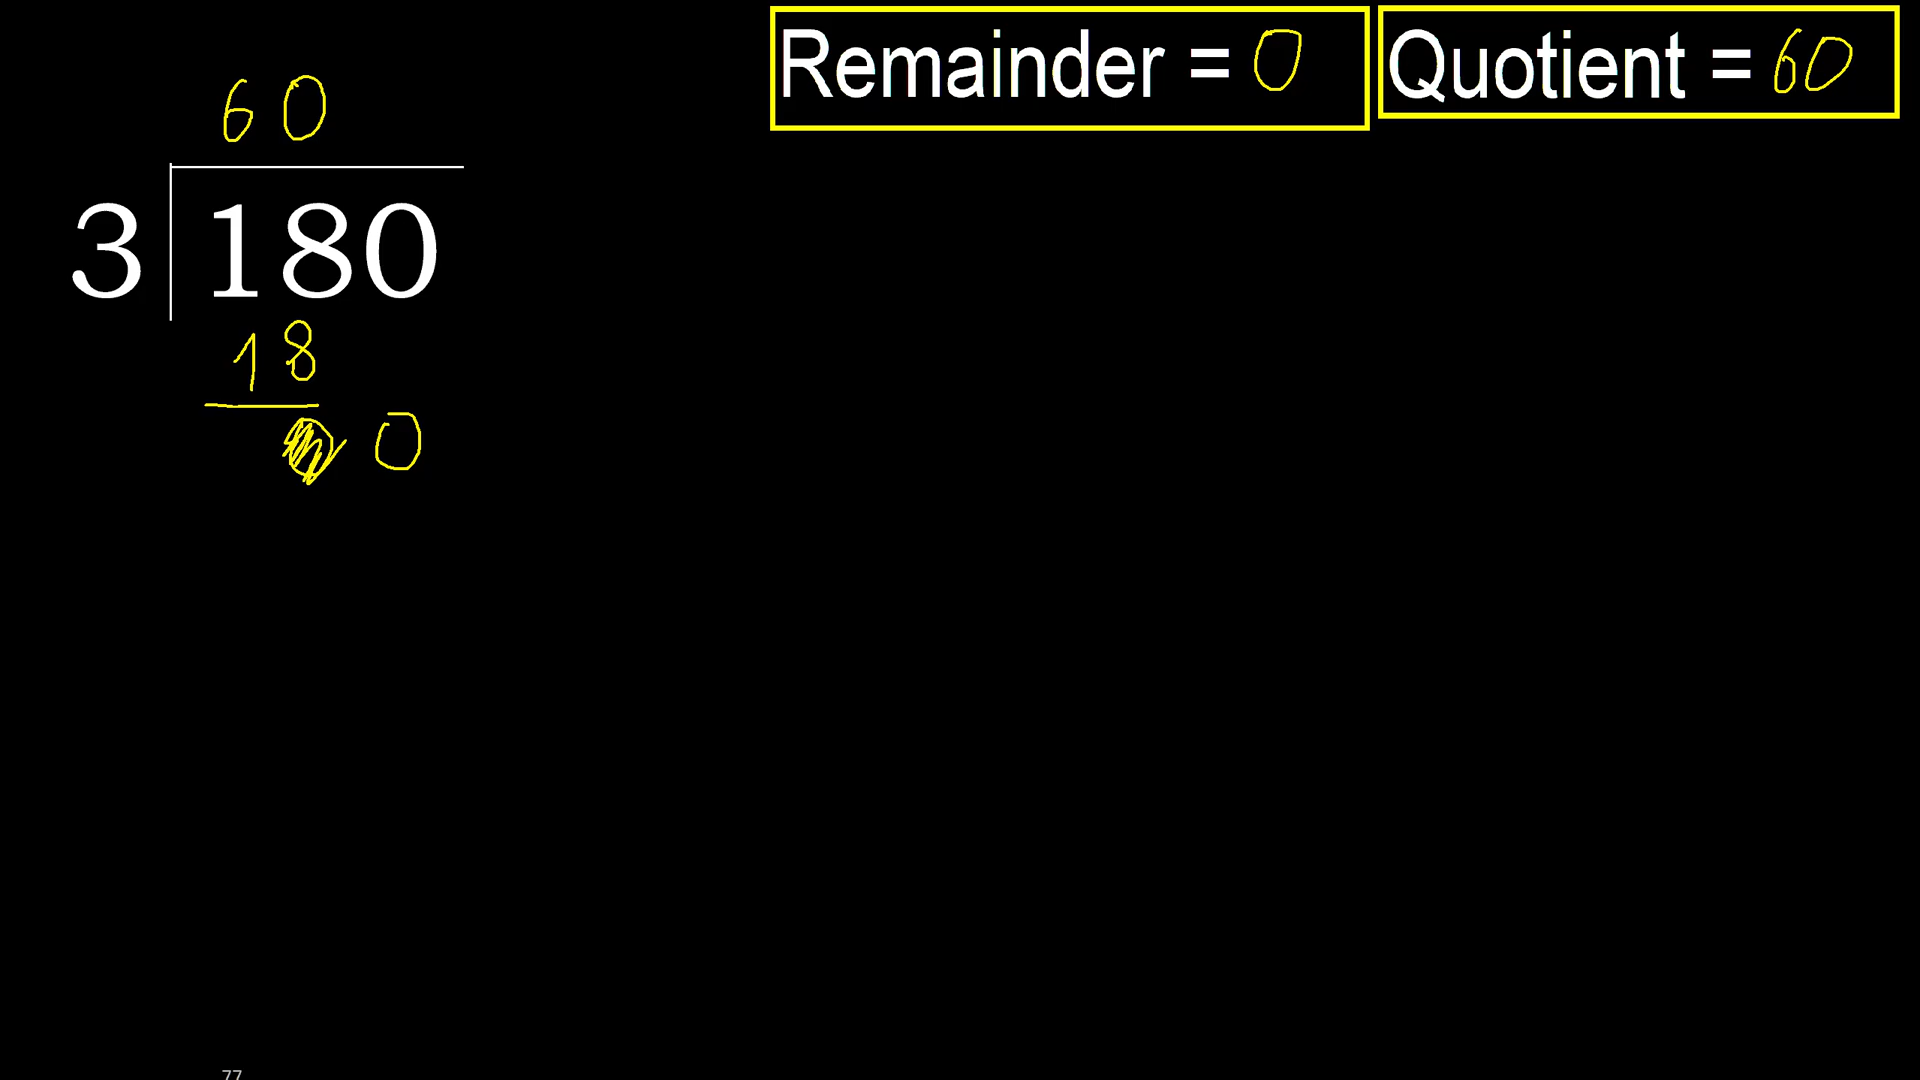 Remainder = 0
Quotient = 60
60
3 180
18
0
77